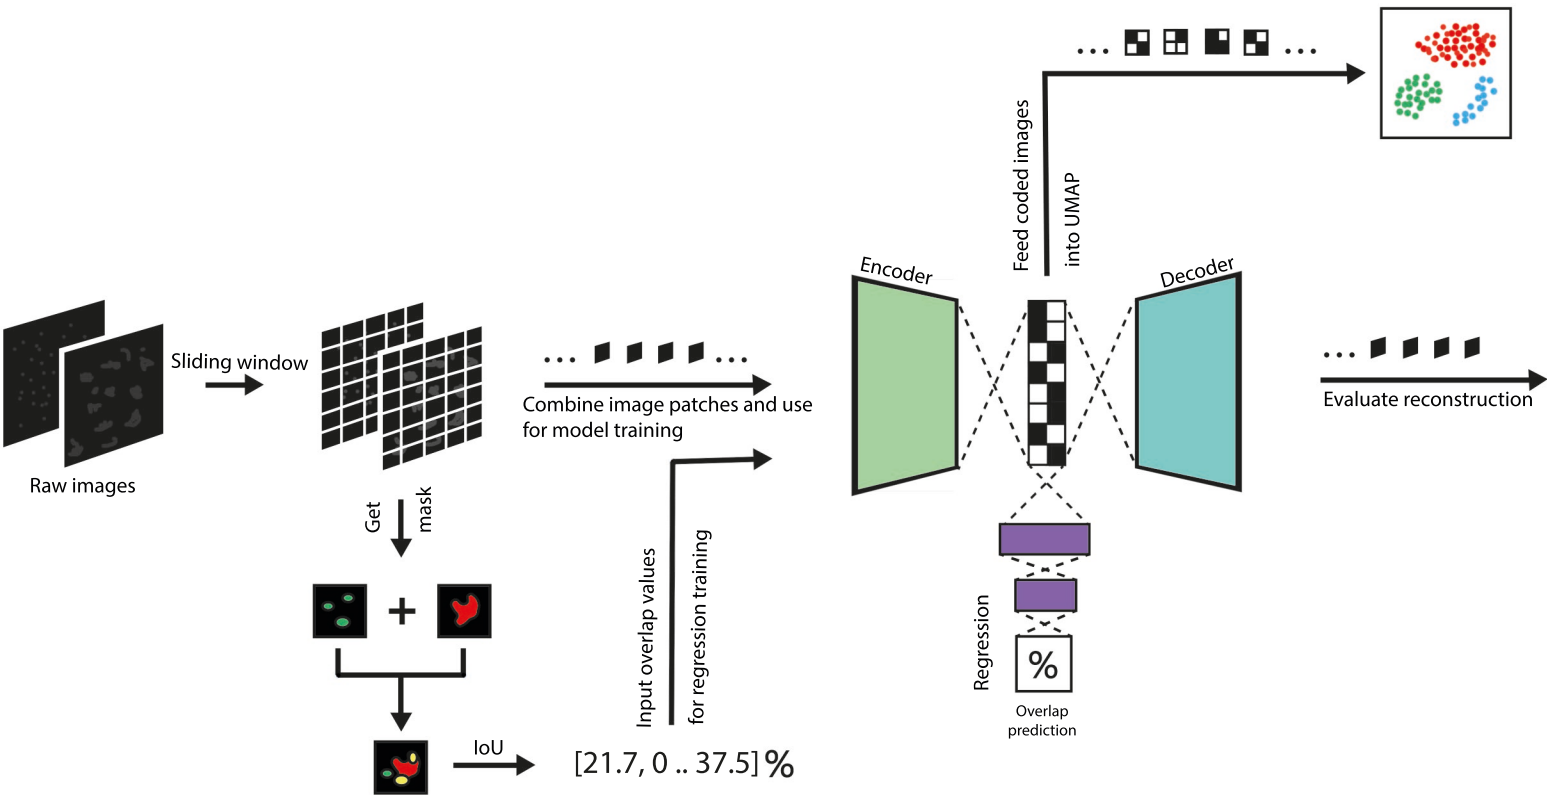 Raw images
Sliding window
Get
mask
IoU
[21.7, 0 .. 37.5] %
Input overlap values
for regression training
...
...
Combine image patches and use
for model training
Encoder
Decoder
Feed coded images
into UMAP
...
...
Regression
%
Overlap
prediction
...
Evaluate reconstruction